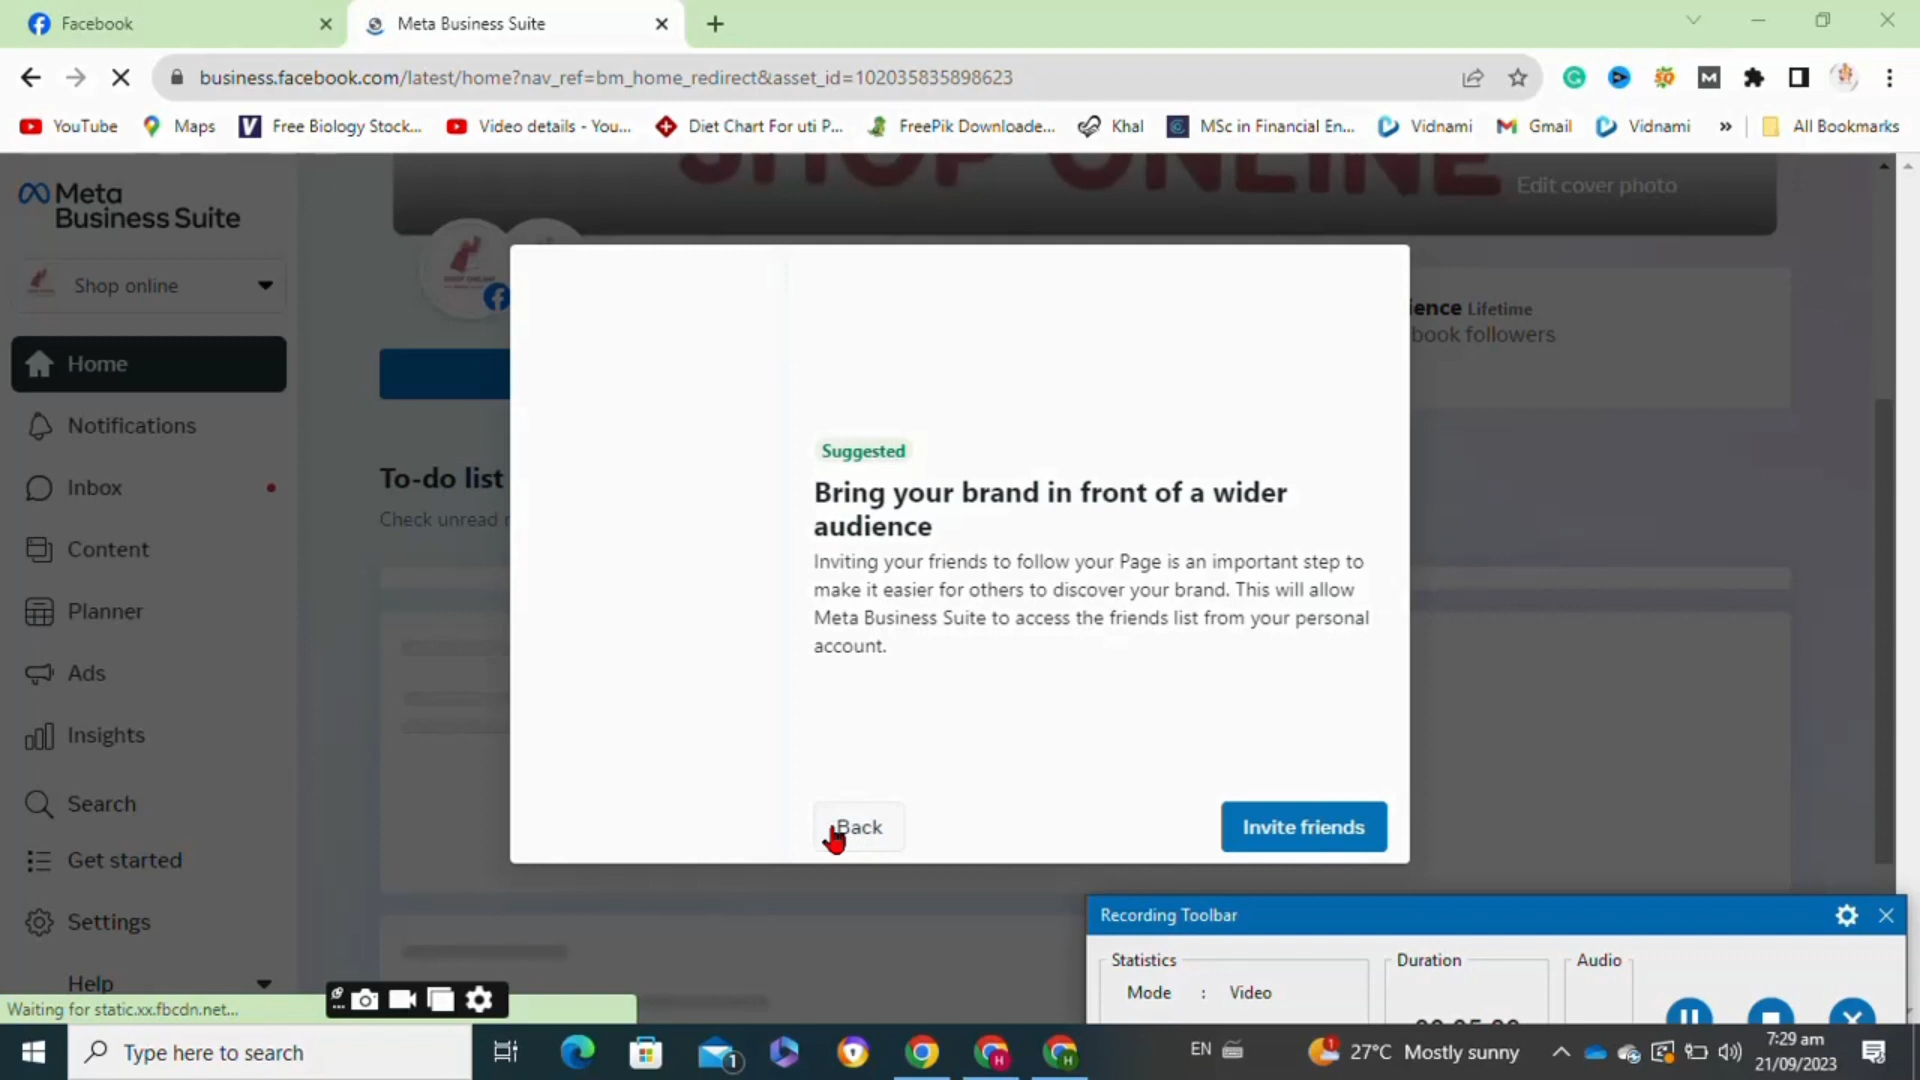 Facebook
Meta Business Suite
business.facebook.com/latest/home?nav_ref=bm_home_redirect&asset_id=102035835898623
YouTube
Maps
Free Biology Stock...
Video details - You...
Diet Chart For uti P...
FreePik Downloade...
Khal
MSc in Financial En...
Vidnami
Gmail
Vidnami
»
All Bookmarks
SHOP ONLINE
Edit cover photo
Meta
Business Suite
Shop online
ience Lifetime
book followers
Home
Notifications
To-do list
Check unread
Inbox
Content
Planner
Ads
Insights
Search
Get started
Settings
Help
Suggested
Bring your brand in front of a wider
audience
Inviting your friends to follow your Page is an important step to
make it easier for others to discover your brand. This will allow
Meta Business Suite to access the friends list from your personal
account.
Back
Invite friends
Recording Toolbar
Statistics
Duration
Audio
Mode : Video
Waiting for static.xx.fbcdn.net...
Type here to search
1
EN
27°C Mostly sunny
7:29 am
21/09/2023